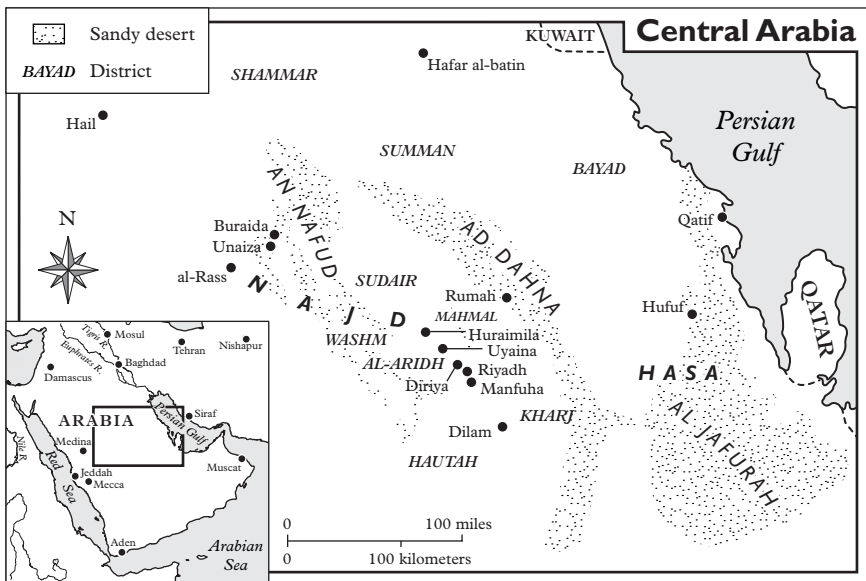 Central Arabia
Sandy desert
BAYAD District
KUWAIT
SHAMMAR
Hafar al-batin
Hail
Persian
Gulf
SUMMAN
BAYAD
AN NAFUD
Qatif
N
Buraida
Unaiza
AD DAHNA
al-Rass
SUDAIR
NAJD
Rumah
MAHMAL
Hufuf
QATAR
WASHM
Huraimila
Uyaina
AL-ARIDH
Riyadh
Diriya
Manfuha
HASA
KHARJ
Dilam
AL JAFURAH
HAUTAH
0 100 miles
0 100 kilometers
Tigris R.
Mosul
Tehran
Nishapur
Euphrates R.
Baghdad
Damascus
ARABIA
Siraf
Persian Gulf
Medina
Nile R
Red
Sea
Jeddah
Mecca
Muscat
Aden
Arabian
Sea